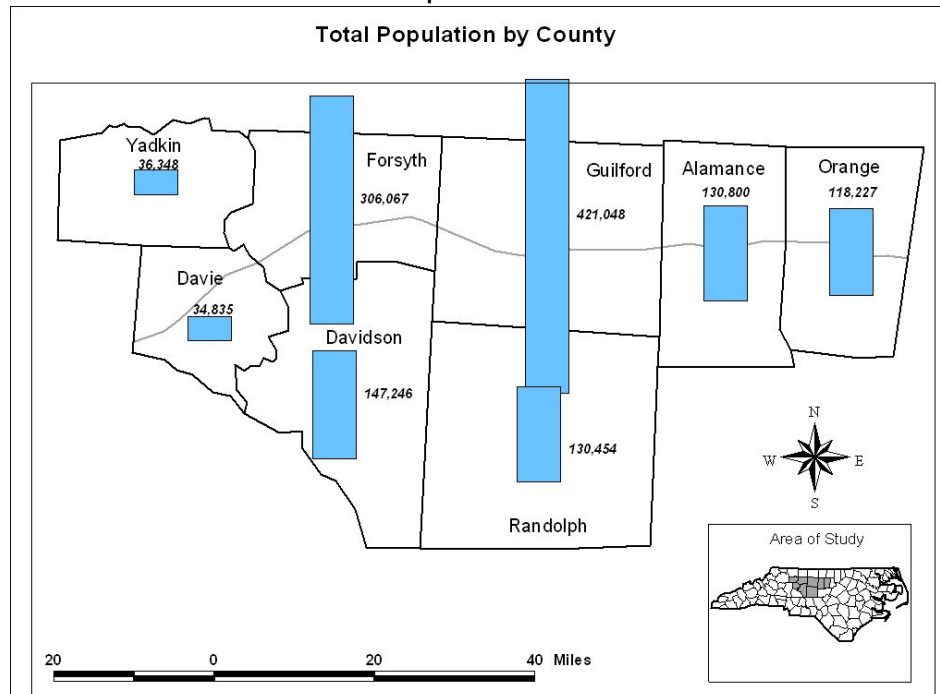 Total Population by County
Yadkin
36,348
Forsyth
306,067
Guilford
421,048
Alamance
130,800
Orange
118,227
Davie
34,835
Davidson
147,246
130,454
Randolph
N
W E
S
Area of Study
20 0 20 40 Miles